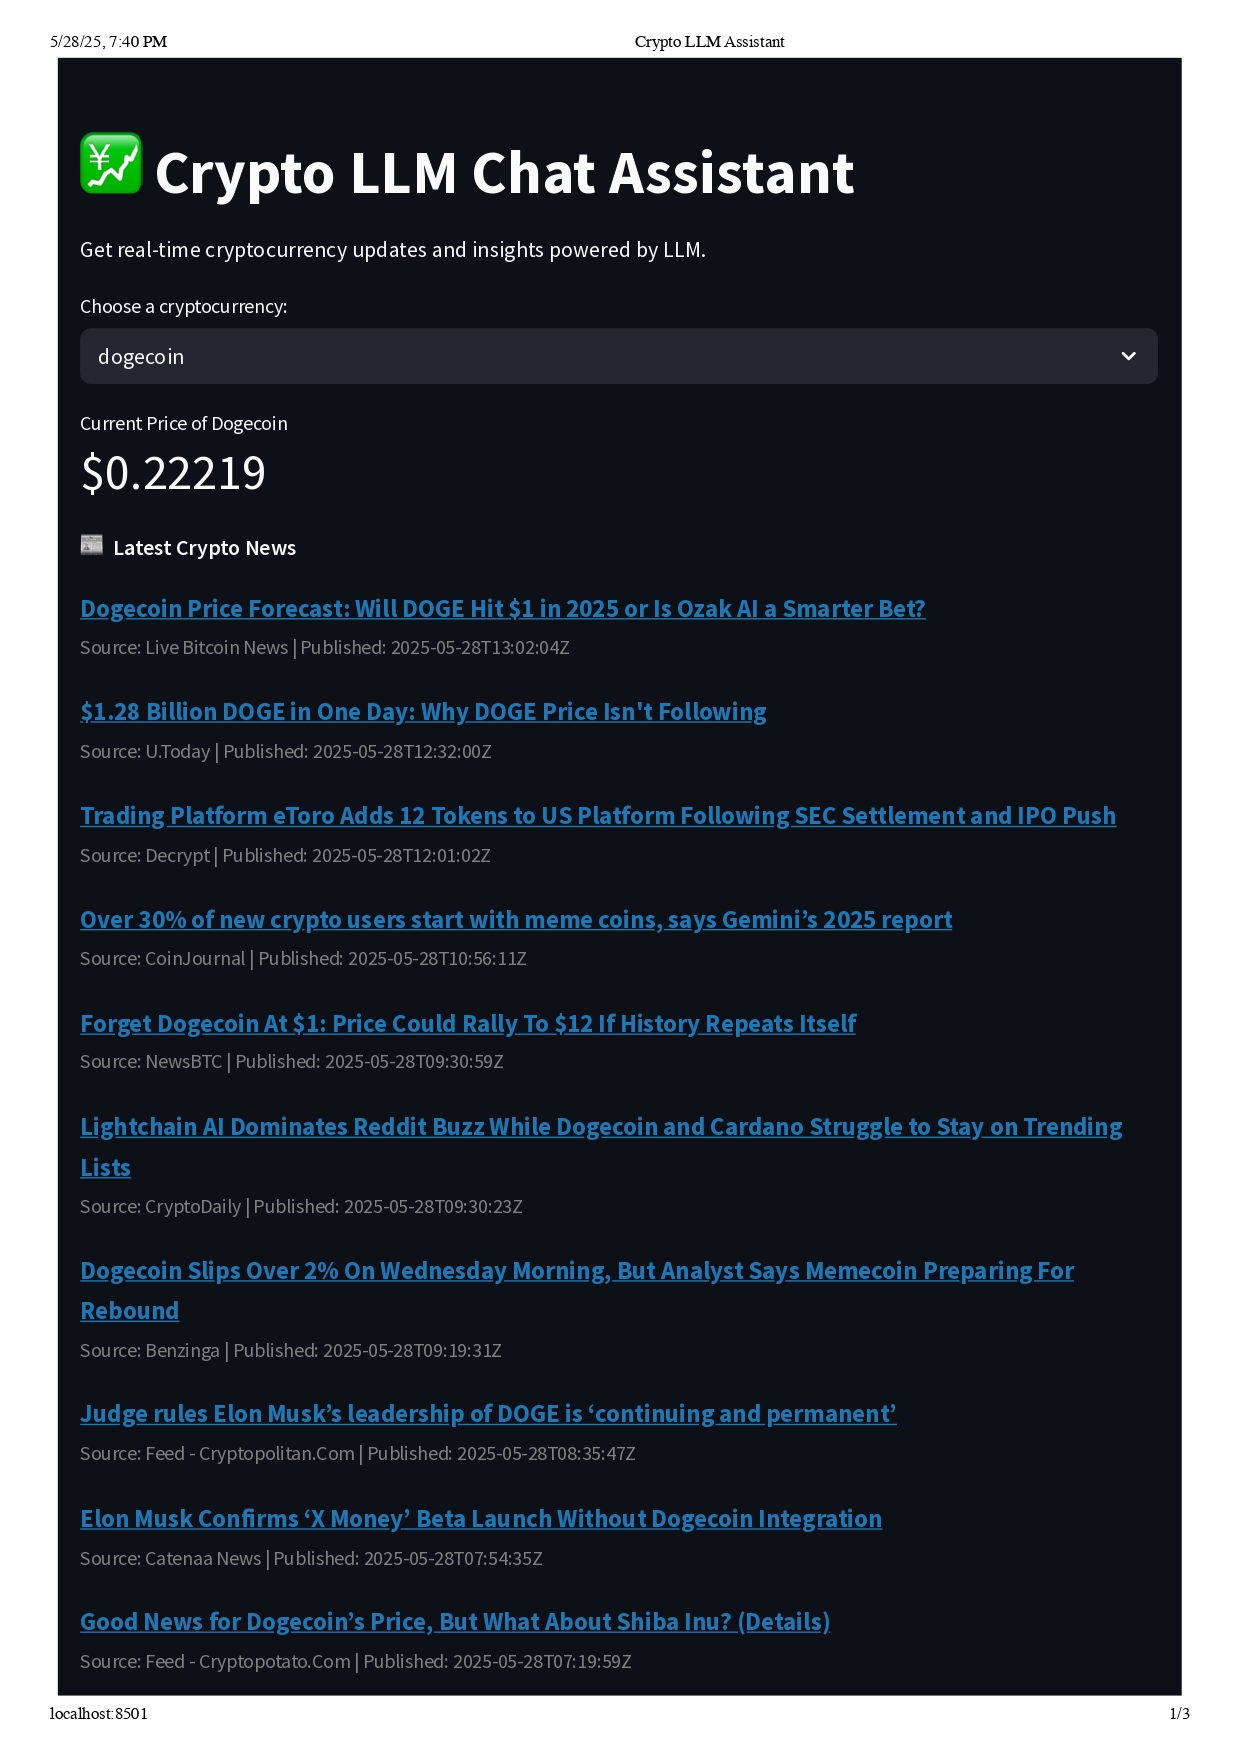 5/28/25, 7:40 PM
Crypto LLM Assistant
Crypto LLM Chat Assistant
Get real-time cryptocurrency updates and insights powered by LLM.
Choose a cryptocurrency:
dogecoin
Current Price of Dogecoin
$0.22219
Latest Crypto News
Dogecoin Price Forecast: Will DOGE Hit $1 in 2025 or Is Ozak AI a Smarter Bet?
Source: Live Bitcoin News | Published: 2025-05-28T13:02:04Z
$1.28 Billion DOGE in One Day: Why DOGE Price Isn't Following
Source: U.Today | Published: 2025-05-28T12:32:00Z
Trading Platform eToro Adds 12 Tokens to US Platform Following SEC Settlement and IPO Push
Source: Decrypt | Published: 2025-05-28T12:01:02Z
Over 30% of new crypto users start with meme coins, says Gemini’s 2025 report
Source: CoinJournal | Published: 2025-05-28T10:56:11Z
Forget Dogecoin At $1: Price Could Rally To $12 If History Repeats Itself
Source: NewsBTC | Published: 2025-05-28T09:30:59Z
Lightchain AI Dominates Reddit Buzz While Dogecoin and Cardano Struggle to Stay on Trending
Lists
Source: CryptoDaily | Published: 2025-05-28T09:30:23Z
Dogecoin Slips Over 2% On Wednesday Morning, But Analyst Says Memecoin Preparing For
Rebound
Source: Benzinga | Published: 2025-05-28T09:19:31Z
Judge rules Elon Musk’s leadership of DOGE is ‘continuing and permanent’
Source: Feed - Cryptopolitan.Com | Published: 2025-05-28T08:35:47Z
Elon Musk Confirms ‘X Money’ Beta Launch Without Dogecoin Integration
Source: Catenaa News | Published: 2025-05-28T07:54:35Z
Good News for Dogecoin’s Price, But What About Shiba Inu? (Details)
Source: Feed - Cryptopotato.Com | Published: 2025-05-28T07:19:59Z
localhost:8501
1/3